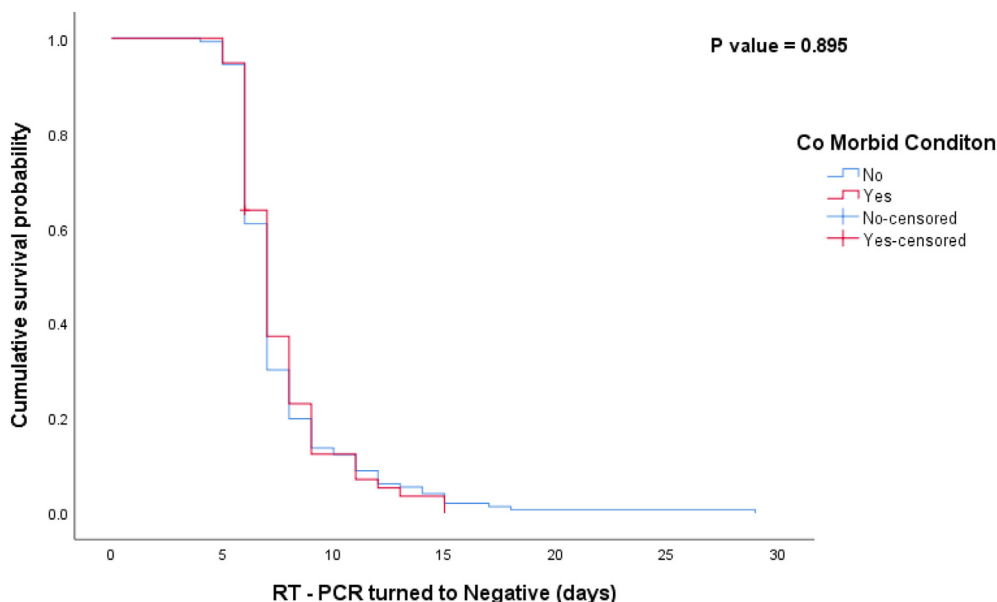 P value = 0.895
Cumulative survival probability
1.0
0.8
0.6
0.4
0.2
0.0
0 5 10 15 20 25 30
RT - PCR turned to Negative (days)
Co Morbid Conditon
No
Yes
No-censored
Yes-censored